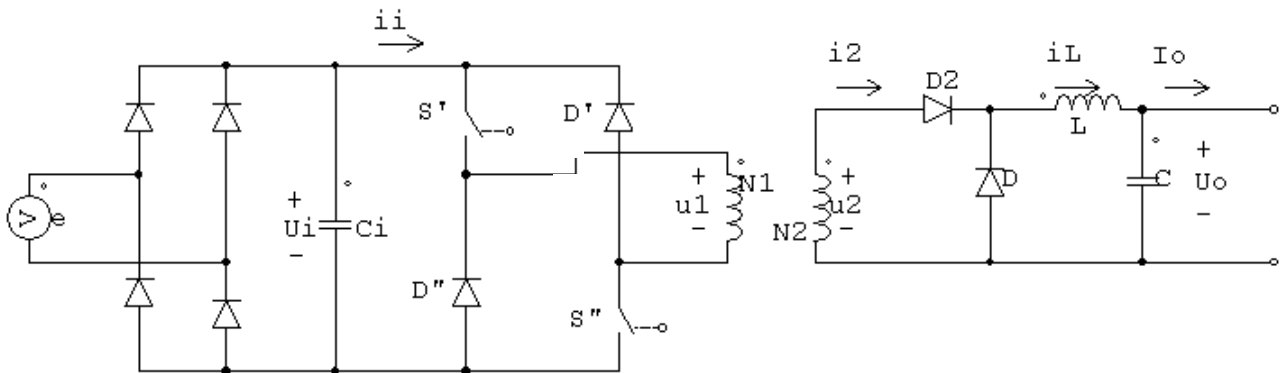 ii
i2
iL
Io
D2
S'
D'
L
+
N1
+
u1
-
+
u2
-
N2
D
C
+
Uo
-
V
e
+
Ui
-
Ci
D"
S"